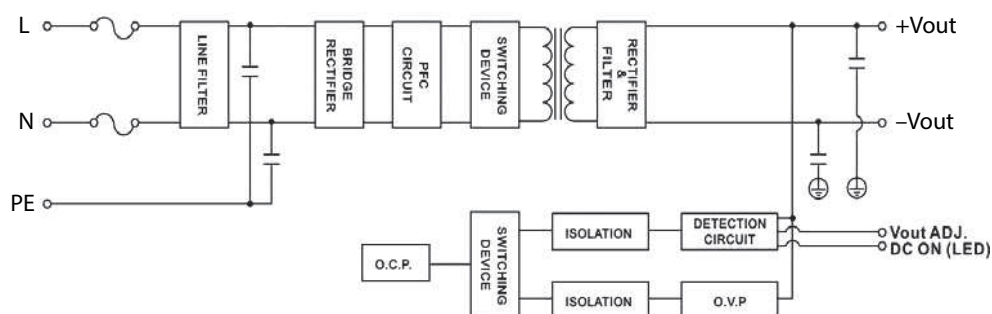 L
+Vout
LINE FILTER
BRIDGE
RECTIFIER
PFC
CIRCUIT
SWITCHING
DEVICE
RECTIFIER
&
FILTER
N
–Vout
PE
O.C.P.
SWITCHING
DEVICE
ISOLATION
DETECTION
CIRCUIT
Vout ADJ.
DC ON (LED)
ISOLATION
O.V.P